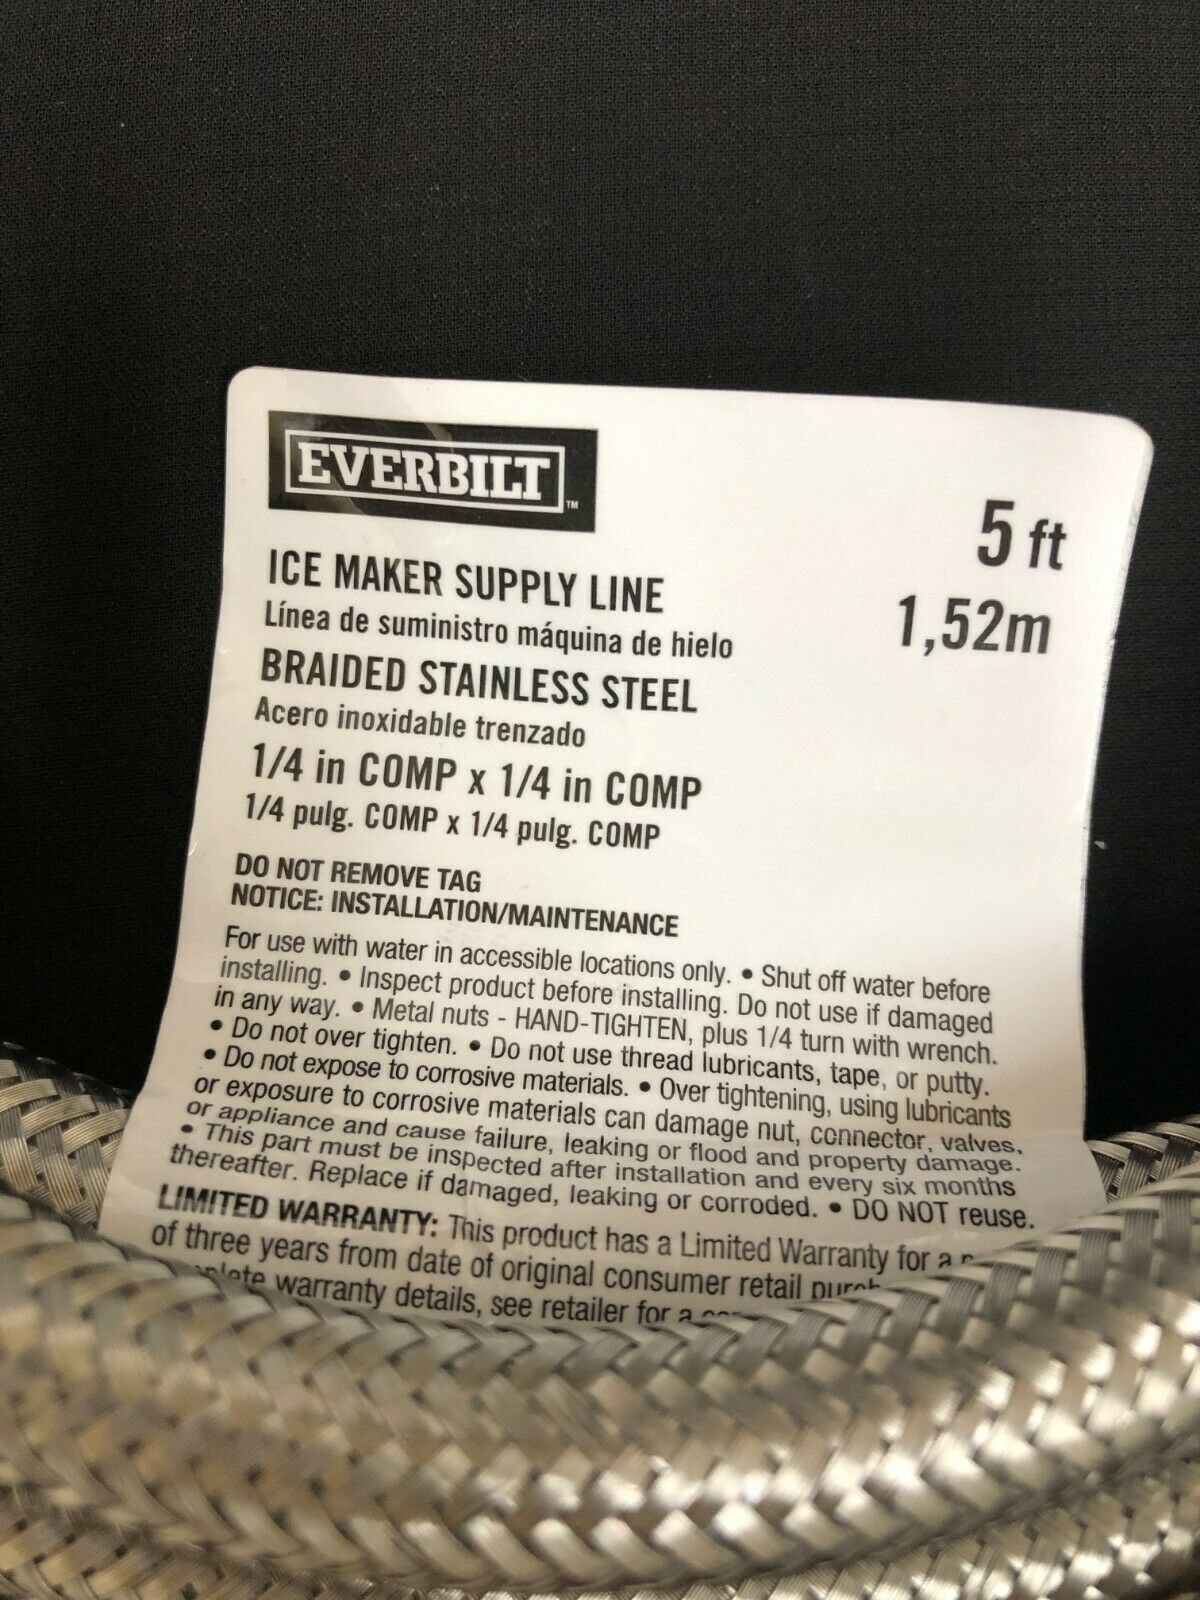 EVERBILT™
5 ft
1,52m
ICE MAKER SUPPLY LINE
Línea de suministro máquina de hielo
BRAIDED STAINLESS STEEL
Acero inoxidable trenzado
1/4 in COMP x 1/4 in COMP
1/4 pulg. COMP x 1/4 pulg. COMP
DO NOT REMOVE TAG
NOTICE: INSTALLATION/MAINTENANCE
For use with water in accessible locations only. • Shut off water before
installing. • Inspect product before installing. Do not use if damaged
in any way. • Metal nuts - HAND-TIGHTEN, plus 1/4 turn with wrench.
• Do not over tighten. • Do not use thread lubricants, tape, or putty.
• Do not expose to corrosive materials. • Over tightening, using lubricants
or exposure to corrosive materials can damage nut, connector, valves,
or appliance and cause failure, leaking or flood and property damage.
• This part must be inspected after installation and every six months
thereafter. Replace if damaged, leaking or corroded. • DO NOT reuse.
LIMITED WARRANTY: This product has a Limited Warranty for a
of three years from date of original consumer retail
warranty details, see retailer for a